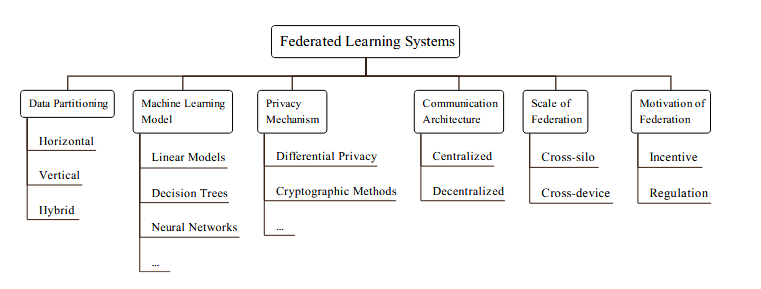 Federated Learning Systems
Data Partitioning
Horizontal
Vertical
Hybrid
Machine Learning
Model
Linear Models
Decision Trees
Neural Networks
...
Privacy
Mechanism
Differential Privacy
Cryptographic Methods
...
Communication
Architecture
Centralized
Decentralized
Scale of
Federation
Cross-silo
Cross-device
Motivation of
Federation
Incentive
Regulation